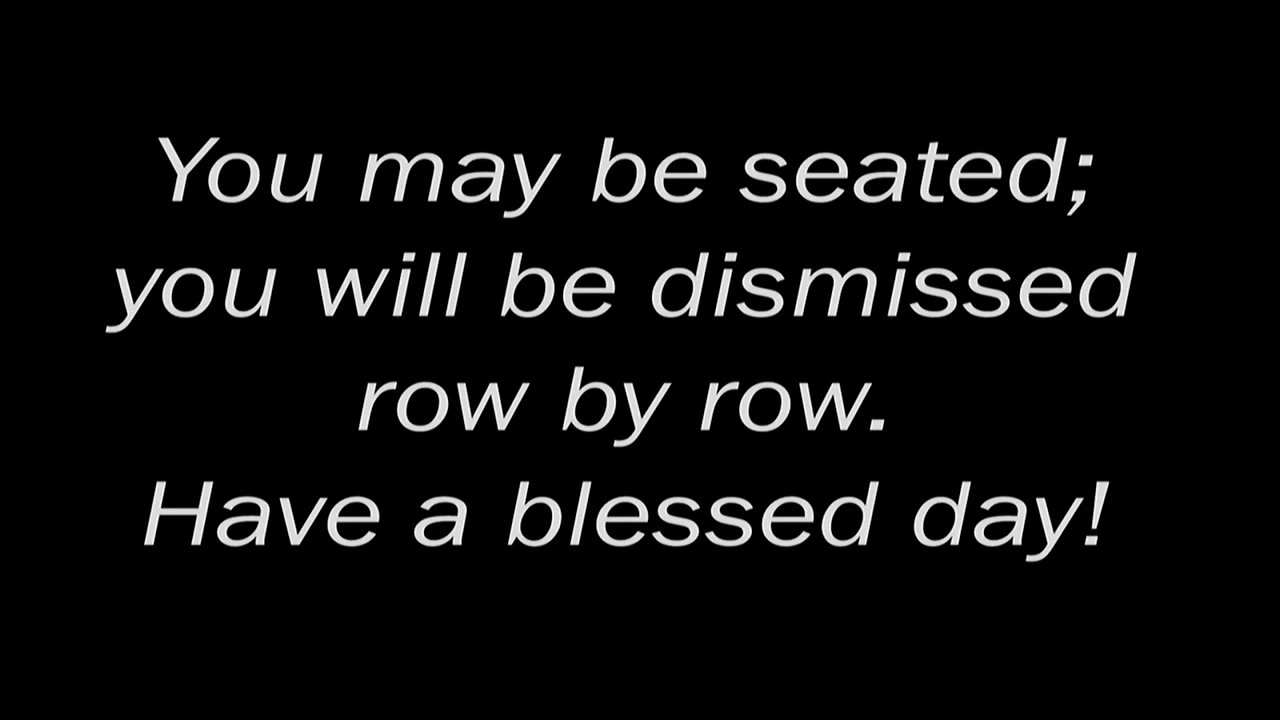 You may be seated;
you will be dismissed
row by row.
Have a blessed day!